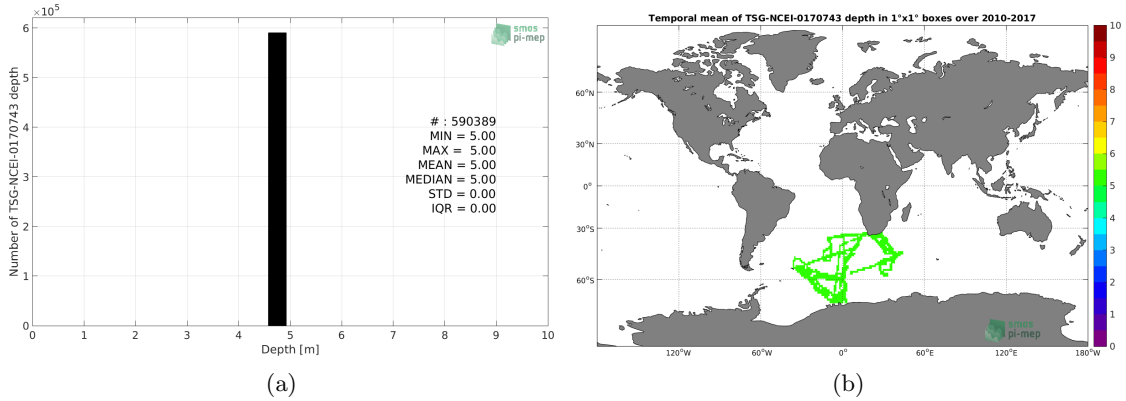 ×10⁵
6
5
4
3
2
1
0
Number of TSG-NCEI-0170743 depth
smos
pi-mep
# : 590389
MIN = 5.00
MAX = 5.00
MEAN = 5.00
MEDIAN = 5.00
STD = 0.00
IQR = 0.00
0 1 2 3 4 5 6 7 8 9 10
Depth [m]
(a)
Temporal mean of TSG-NCEI-0170743 depth in 1°x1° boxes over 2010-2017
60°N
30°N
0°
30°S
60°S
120°W 60°W 0° 60°E 120°E 180°W
smos
pi-mep
10
9
8
7
6
5
4
3
2
1
0
(b)